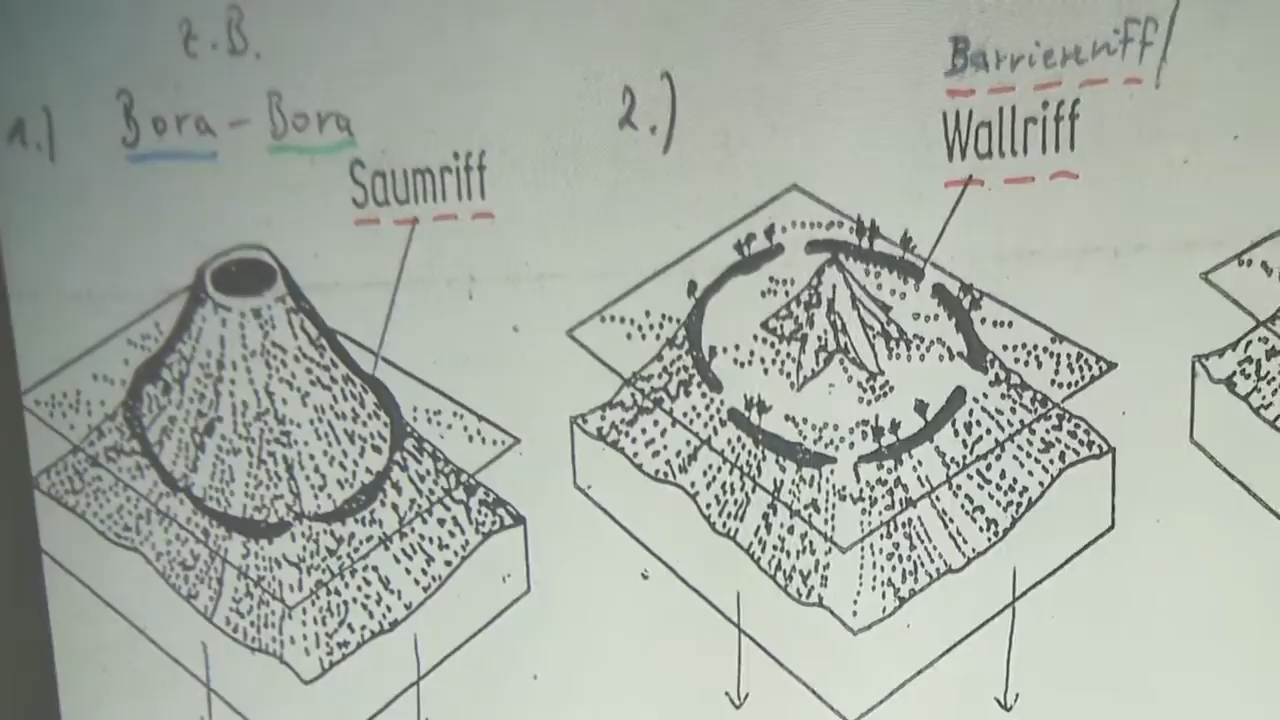 z.B.
1.) Bora-Bora
Saumriff
2.)
Barriereriff/
Wallriff